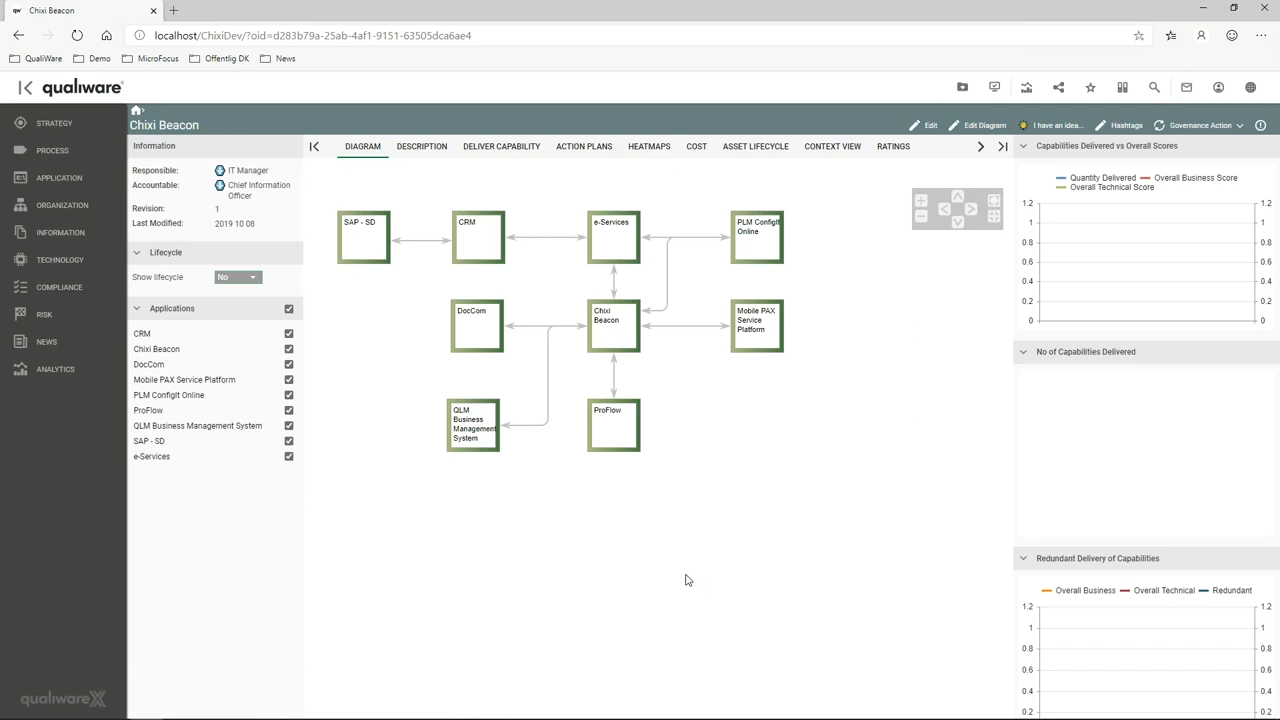 qw Chixi Beacon
localhost/ChixiDev/?oid=d283b79a-25ab-4af1-9151-63505dca6ae4
QualiWare Demo MicroFocus Offentlig DK News
qualiware
STRATEGY
PROCESS
APPLICATION
ORGANIZATION
INFORMATION
TECHNOLOGY
COMPLIANCE
RISK
NEWS
ANALYTICS
qualiwareX
Chixi Beacon
Edit Edit Diagram I have an idea... Hashtags Governance Action
Information
Responsible: IT Manager
Accountable: Chief Information
Officer
Revision: 1
Last Modified: 2019 10 08
Lifecycle
Show lifecycle No
Applications
CRM
Chixi Beacon
DocCom
Mobile PAX Service Platform
PLM ConfigIt Online
ProFlow
QLM Business Management System
SAP - SD
e-Services
DIAGRAM DESCRIPTION DELIVER CAPABILITY ACTION PLANS HEATMAPS COST ASSET LIFECYCLE CONTEXT VIEW RATINGS
SAP - SD
CRM
e-Services
PLM ConfigIt
Online
DocCom
Chixi
Beacon
Mobile PAX
Service
Platform
QLM
Business
Management
System
ProFlow
Capabilities Delivered vs Overall Scores
Quantity Delivered Overall Business Score
Overall Technical Score
1.2 1.2
1 1
0.8 0.8
0.6 0.6
0.4 0.4
0.2 0.2
0 0
No of Capabilities Delivered
Redundant Delivery of Capabilities
Overall Business Overall Technical Redundant
1.2 1.2
1 1
0.8 0.8
0.6 0.6
0.4 0.4
0.2 0.2